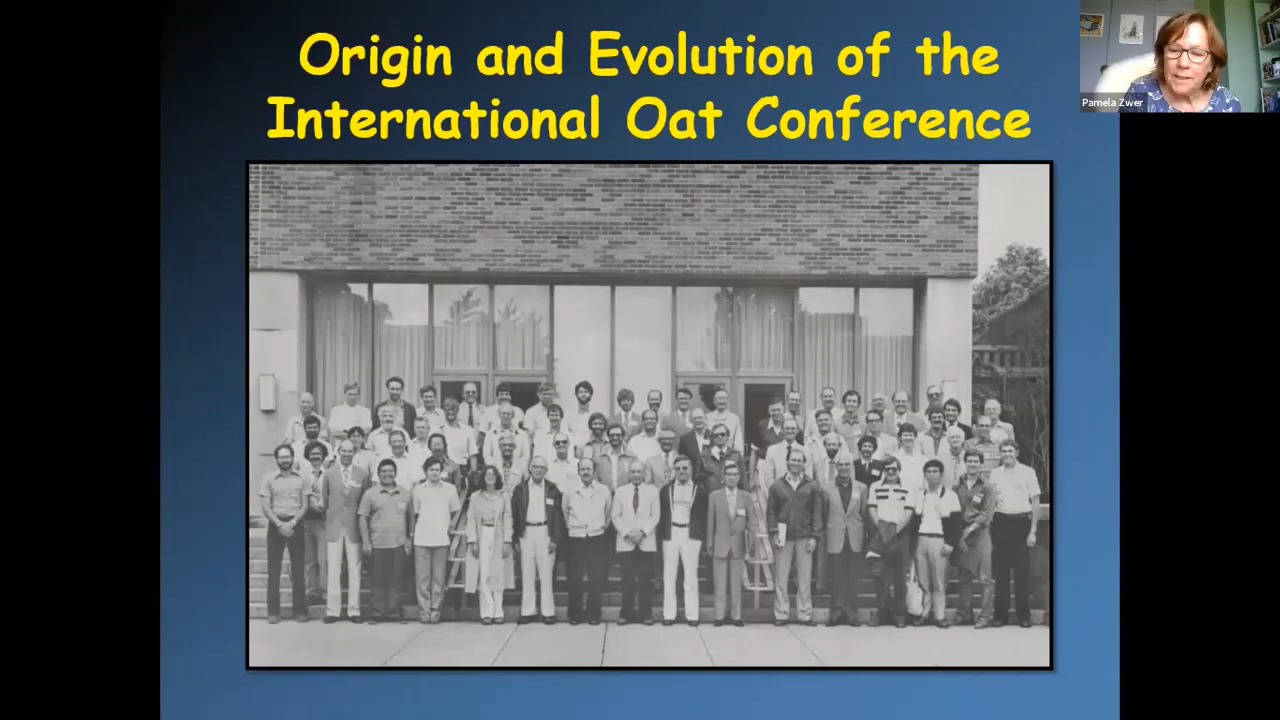 Origin and Evolution of the
International Oat Conference
Pamela Zwer